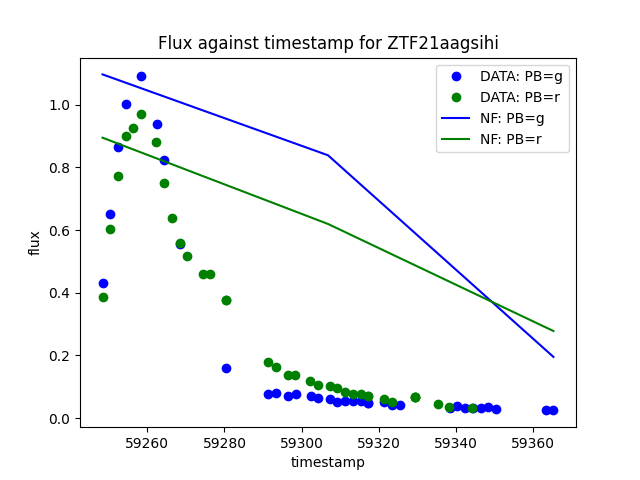 Flux against timestamp for ZTF21aagsihi
DATA: PB=g
DATA: PB=r
NF: PB=g
NF: PB=r
flux
1.0
0.8
0.6
0.4
0.2
0.0
59260 59280 59300 59320 59340 59360
timestamp